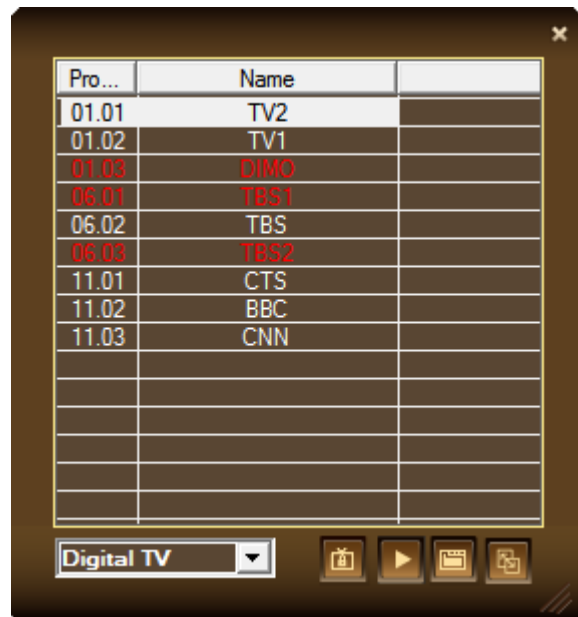 Pro... Name
01.01 TV2
01.02 TV1
01.03 DIMO
06.01 TBS1
06.02 TBS
06.03 TBS2
11.01 CTS
11.02 BBC
11.03 CNN
Digital TV